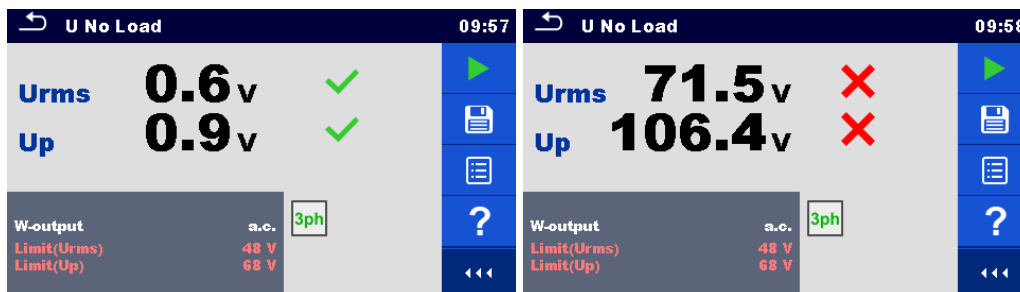 U No Load 09:57
Urms 0.6 V
Up 0.9 V
3ph
W-output a.c.
Limit(Urms) 48 V
Limit(Up) 68 V
?
U No Load 09:58
Urms 71.5 V
Up 106.4 V
3ph
W-output a.c.
Limit(Urms) 48 V
Limit(Up) 68 V
?